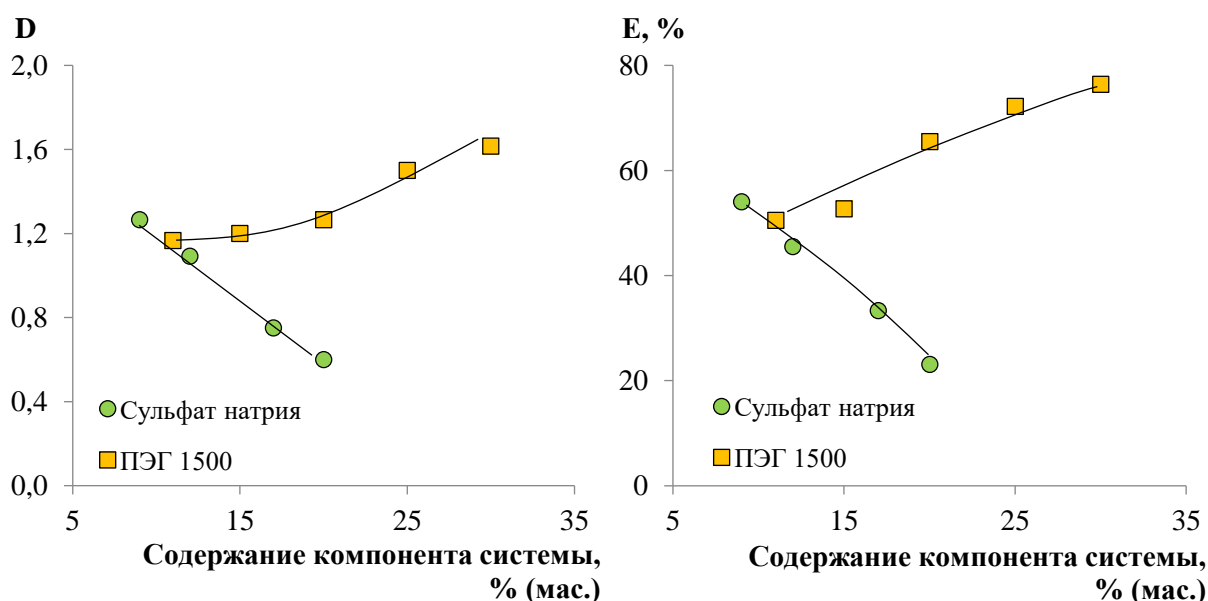 D
2,0
1,6
1,2
0,8
0,4
0,0
Сульфат натрия
ПЭГ 1500
5
15
25
35
Содержание компонента системы,
% (мас.)
E, %
80
60
40
20
0
Сульфат натрия
ПЭГ 1500
5
15
25
35
Содержание компонента системы,
% (мас.)